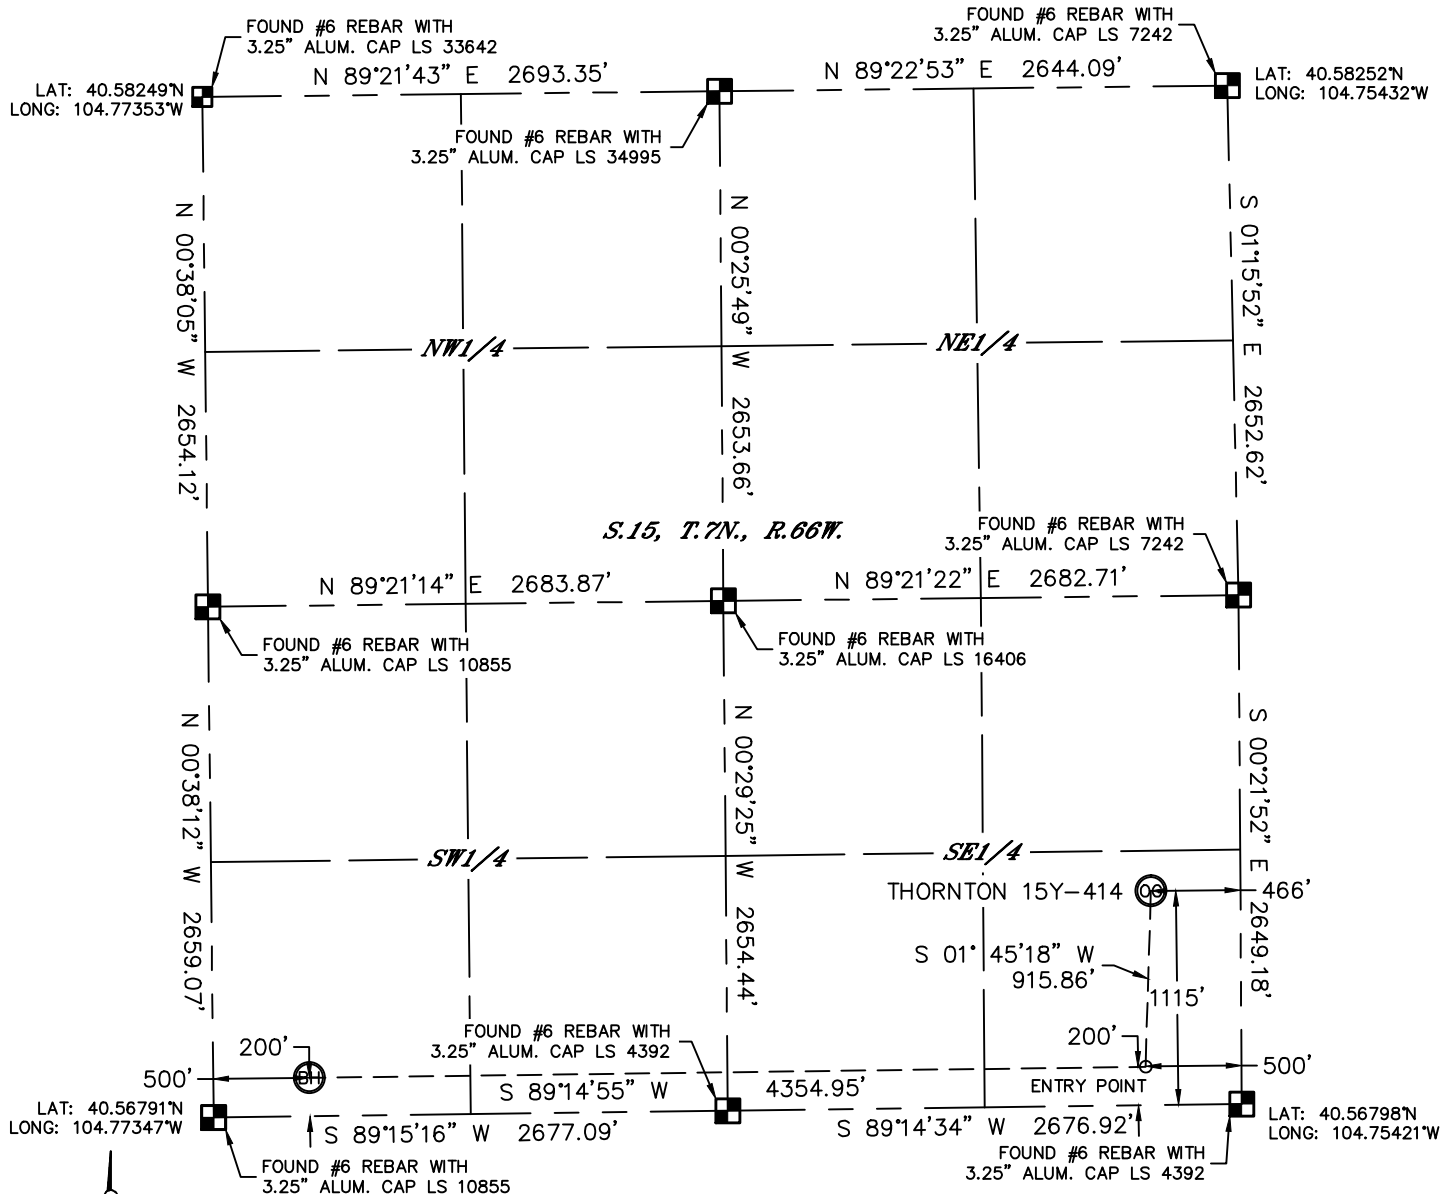 FOUND #6 REBAR WITH
3.25" ALUM. CAP LS 33642
FOUND #6 REBAR WITH
3.25" ALUM. CAP LS 7242
LAT: 40.58249°N
LONG: 104.77353°W
N 89°21'43" E 2693.35'
N 89°22'53" E 2644.09'
LAT: 40.58252°N
LONG: 104.75432°W
FOUND #6 REBAR WITH
3.25" ALUM. CAP LS 34995
N 00°38'05" W 2654.12'
N 00°25'49" W 2653.66'
S 01°15'52" E 2652.62'
NW1/4
NE1/4
S.15, T.7N., R.66W.
FOUND #6 REBAR WITH
3.25" ALUM. CAP LS 7242
N 89°21'14" E 2683.87'
N 89°21'22" E 2682.71'
FOUND #6 REBAR WITH
3.25" ALUM. CAP LS 10855
FOUND #6 REBAR WITH
3.25" ALUM. CAP LS 16406
N 00°38'12" W 2659.07'
N 00°29'25" W 2654.44'
S 00°21'52" E 2649.18'
SW1/4
SE1/4
THORNTON 15Y-414
OG
466'
S 01° 45'18" W
915.86'
1115'
200'
FOUND #6 REBAR WITH
3.25" ALUM. CAP LS 4392
200'
500'
BH
500'
S 89°14'55" W 4354.95'
ENTRY POINT
LAT: 40.56791°N
LONG: 104.77347°W
S 89°15'16" W 2677.09'
S 89°14'34" W 2676.92'
LAT: 40.56798°N
LONG: 104.75421°W
FOUND #6 REBAR WITH
3.25" ALUM. CAP LS 10855
FOUND #6 REBAR WITH
3.25" ALUM. CAP LS 4392